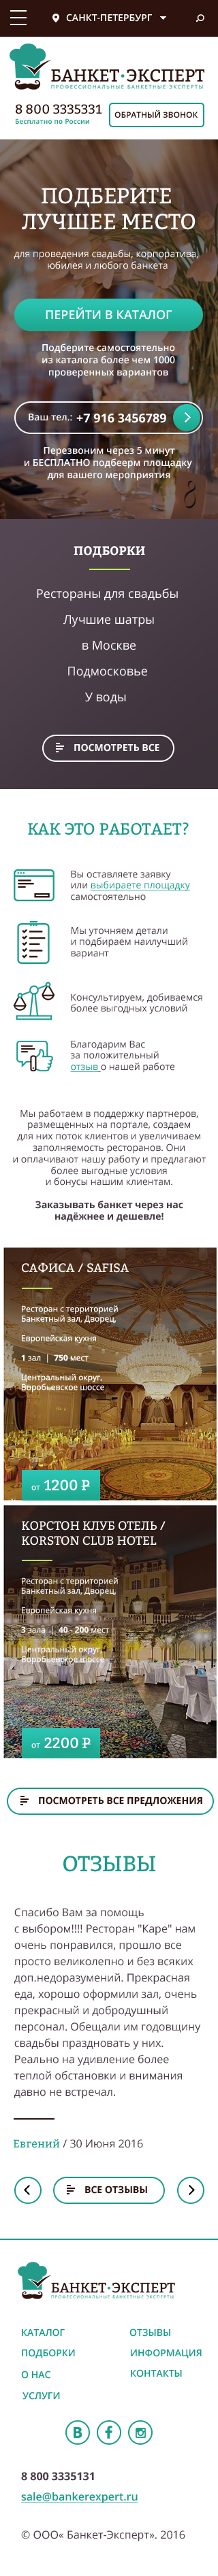 САНКТ-ПЕТЕРБУРГ
БАНКЕТ·ЭКСПЕРТ
ПРОФЕССИОНАЛЬНЫЕ БАНКЕТНЫЕ ЭКСПЕРТЫ
8 800 3335331
Бесплатно по России
ОБРАТНЫЙ ЗВОНОК
ПОДБЕРИТЕ
ЛУЧШЕЕ МЕСТО
для проведения свадьбы, корпоратива,
юбилея и любого банкета
ПЕРЕЙТИ В КАТАЛОГ
Подберите самостоятельно
из каталога более чем 1000
проверенных вариантов
Ваш тел.: +7 916 3456789
Перезвоним через 5 минут
и БЕСПЛАТНО подбеерм площадку
для вашего мероприятия
ПОДБОРКИ
Рестораны для свадьбы
Лучшие шатры
в Москве
Подмосковье
У воды
ПОСМОТРЕТЬ ВСЕ
КАК ЭТО РАБОТАЕТ?
Вы оставляете заявку
или выбираете площадку
самостоятельно
Мы уточняем детали
и подбираем наилучший
вариант
Консультируем, добиваемся
более выгодных условий
Благодарим Вас
за положительный
отзыв о нашей работе
Мы работаем в поддержку партнеров,
размещенных на портале, создаем
для них поток клиентов и увеличиваем
заполняемость ресторанов. Они
и оплачивают нашу работу и предлагают
более выгодные условия
и бонусы нашим клиентам.
Заказывать банкет через нас
надёжнее и дешевле!
САФИСА / SAFISA
Ресторан с территорией
Банкетный зал, Дворец,
Европейская кухня
1 зал | 750 мест
Центральный округ,
Воробьевское шоссе
от 1200 ₽
КОРСТОН КЛУБ ОТЕЛЬ /
KORSTON CLUB HOTEL
Ресторан с территорией
Банкетный зал, Дворец,
Европейская кухня
3 зала | 40 - 200 мест
Центральный округ,
Воробьевское шоссе
от 2200 ₽
ПОСМОТРЕТЬ ВСЕ ПРЕДЛОЖЕНИЯ
ОТЗЫВЫ
Спасибо Вам за помощь
с выбором!!!! Ресторан "Каре" нам
очень понравился, прошло все
просто великолепно и без всяких
доп.недоразумений. Прекрасная
еда, хорошо оформили зал, очень
прекрасный и добродушный
персонал. Обещали им годовщину
свадьбы праздновать у них.
Реально на удивление более
теплой обстановки и внимания
давно не встречал.
Евгений / 30 Июня 2016
ВСЕ ОТЗЫВЫ
БАНКЕТ·ЭКСПЕРТ
ПРОФЕССИОНАЛЬНЫЕ БАНКЕТНЫЕ ЭКСПЕРТЫ
КАТАЛОГ
ОТЗЫВЫ
ПОДБОРКИ
ИНФОРМАЦИЯ
О НАС
КОНТАКТЫ
УСЛУГИ
8 800 3335131
sale@bankerexpert.ru
© ООО« Банкет-Эксперт». 2016